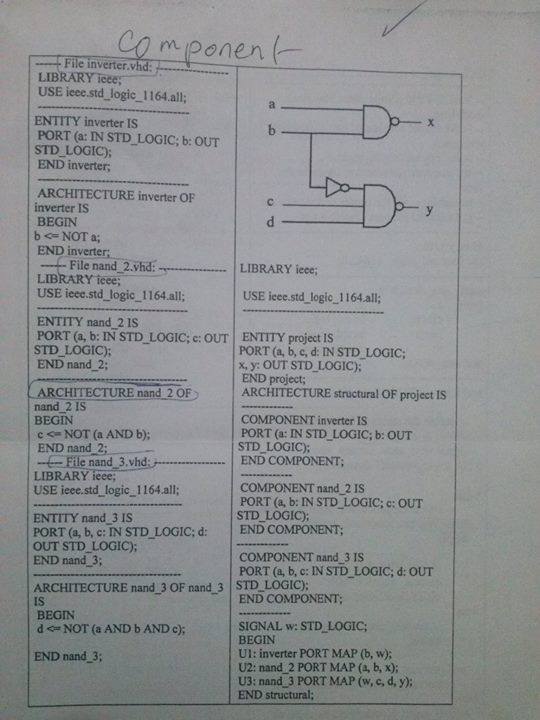 Component
------ File inverter.vhd: --------------------
LIBRARY ieee;
USE ieee.std_logic_1164.all;
--------------------------------
ENTITY inverter IS
PORT (a: IN STD_LOGIC; b: OUT
STD_LOGIC);
END inverter;
--------------------------------
ARCHITECTURE inverter OF
inverter IS
BEGIN
b <= NOT a;
END inverter;
------ File nand_2.vhd: --------------------
LIBRARY ieee;
USE ieee.std_logic_1164.all;
--------------------------------
ENTITY nand_2 IS
PORT (a, b: IN STD_LOGIC; c: OUT
STD_LOGIC);
END nand_2;
--------------------------------
ARCHITECTURE nand_2 OF
nand_2 IS
BEGIN
c <= NOT (a AND b);
END nand_2;
------ File nand_3.vhd: --------------------
LIBRARY ieee;
USE ieee.std_logic_1164.all;
--------------------------------
ENTITY nand_3 IS
PORT (a, b, c: IN STD_LOGIC; d:
OUT STD_LOGIC);
END nand_3;
--------------------------------
ARCHITECTURE nand_3 OF nand_3
IS
BEGIN
d <= NOT (a AND b AND c);
END nand_3;
a
x
b
c
d
y
LIBRARY ieee;
USE ieee.std_logic_1164.all;
--------------------------------
ENTITY project IS
PORT (a, b, c, d: IN STD_LOGIC;
x, y: OUT STD_LOGIC);
END project;
ARCHITECTURE structural OF project IS
-------------
COMPONENT inverter IS
PORT (a: IN STD_LOGIC; b: OUT
STD_LOGIC);
END COMPONENT;
-------------
COMPONENT nand_2 IS
PORT (a, b: IN STD_LOGIC; c: OUT
STD_LOGIC);
END COMPONENT;
-------------
COMPONENT nand_3 IS
PORT (a, b, c: IN STD_LOGIC; d: OUT
STD_LOGIC);
END COMPONENT;
-------------
SIGNAL w: STD_LOGIC;
BEGIN
U1: inverter PORT MAP (b, w);
U2: nand_2 PORT MAP (a, b, x);
U3: nand_3 PORT MAP (w, c, d, y);
END structural;